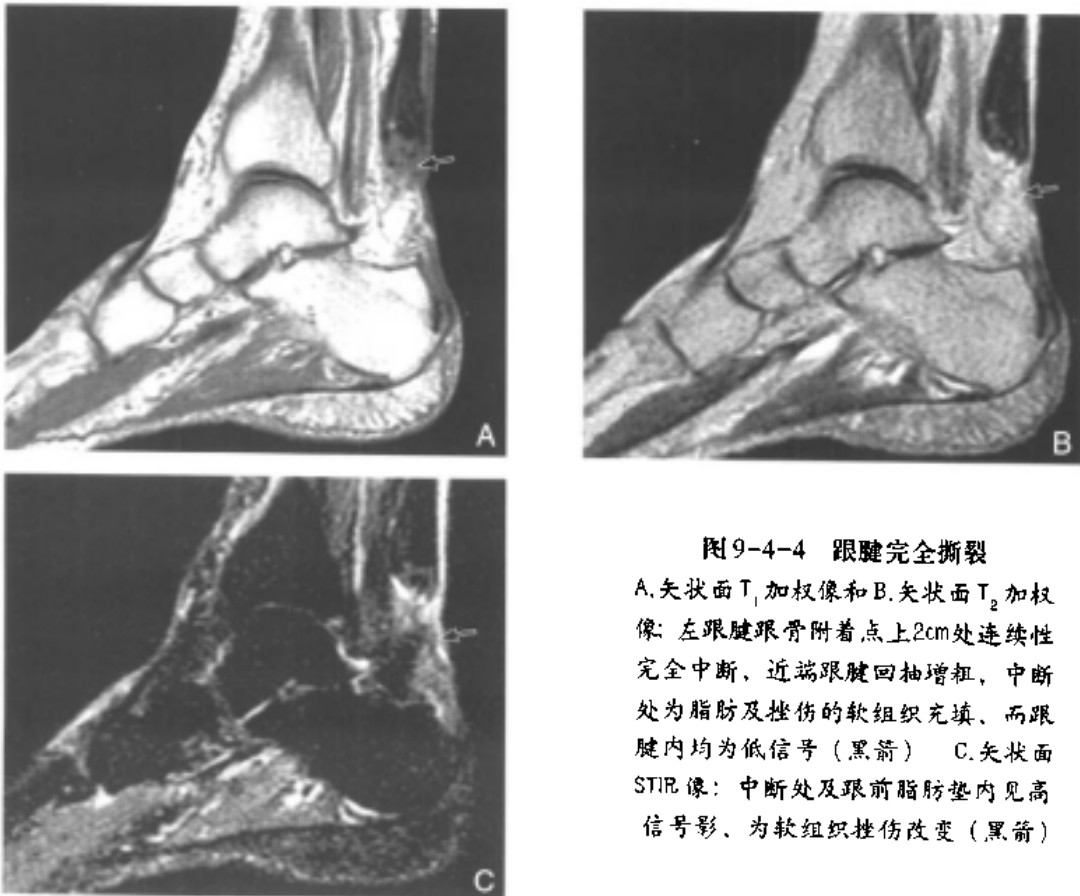 A
B
C
图9-4-4 跟腱完全撕裂
A.矢状面T₁加权像和B.矢状面T₂加权
像: 左跟腱跟骨附着点上2cm处连续性
完全中断、近端跟腱回抽增粗，中断
处为脂肪及挫伤的软组织充填、而跟
腱内均为低信号（黑箭） C.矢状面
STIR像：中断处及跟前脂肪垫内见高
信号影、为软组织挫伤改变（黑箭）